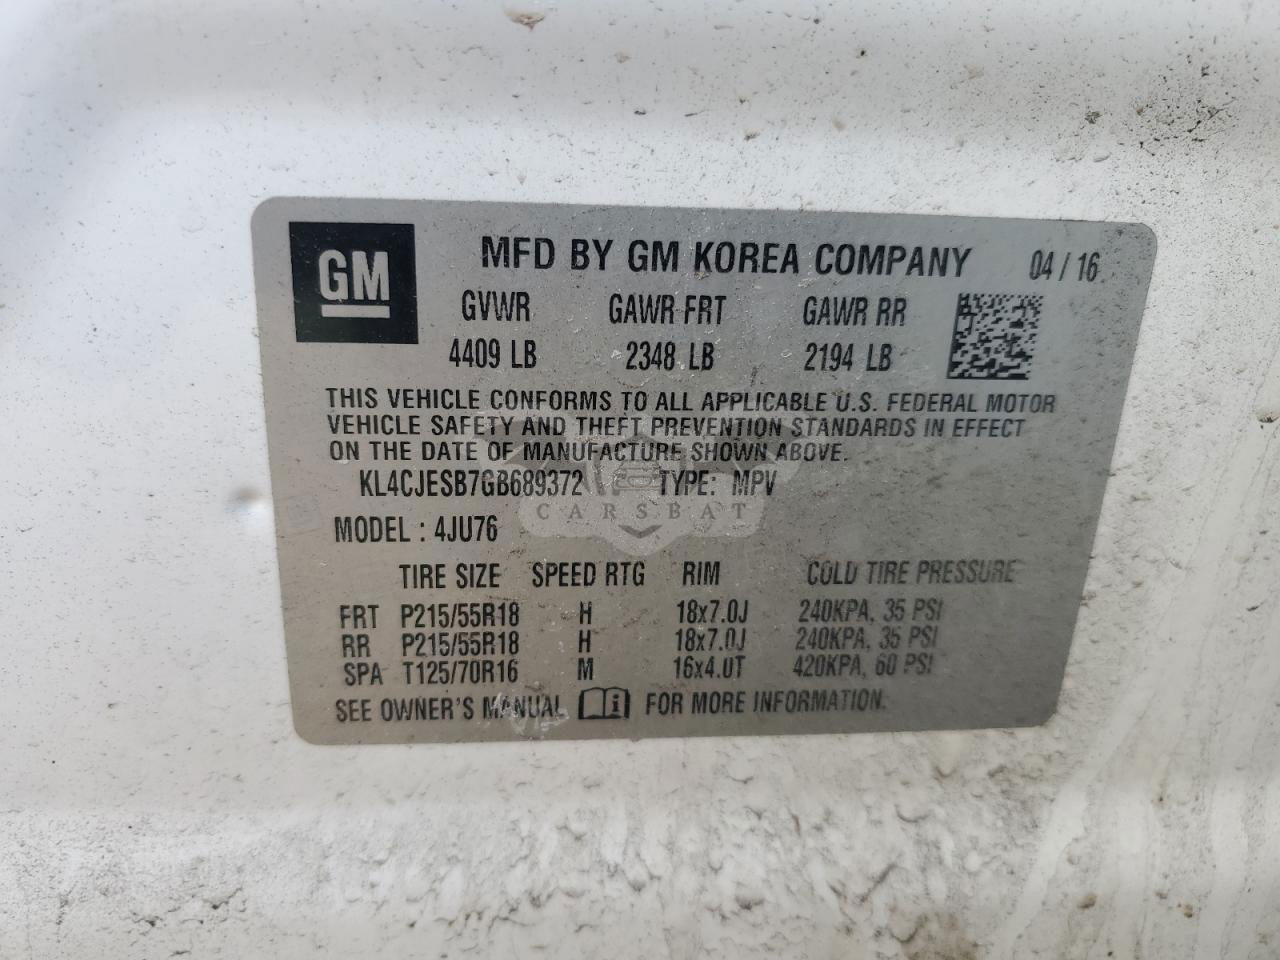 GM
MFD BY GM KOREA COMPANY 04 / 16
GVWR GAWR FRT GAWR RR
4409 LB 2348 LB 2194 LB
THIS VEHICLE CONFORMS TO ALL APPLICABLE U.S. FEDERAL MOTOR
VEHICLE SAFETY AND THEFT PREVENTION STANDARDS IN EFFECT
ON THE DATE OF MANUFACTURE SHOWN ABOVE.
KL4CJESB7GB689372 TYPE: MPV
CARSBAT
MODEL : 4JU76
TIRE SIZE SPEED RTG RIM COLD TIRE PRESSURE
FRT P215/55R18 H 18x7.0J 240KPA, 35 PSI
RR P215/55R18 H 18x7.0J 240KPA, 35 PSI
SPA T125/70R16 M 16x4.0T 420KPA, 60 PSI
SEE OWNER'S MANUAL i FOR MORE INFORMATION.